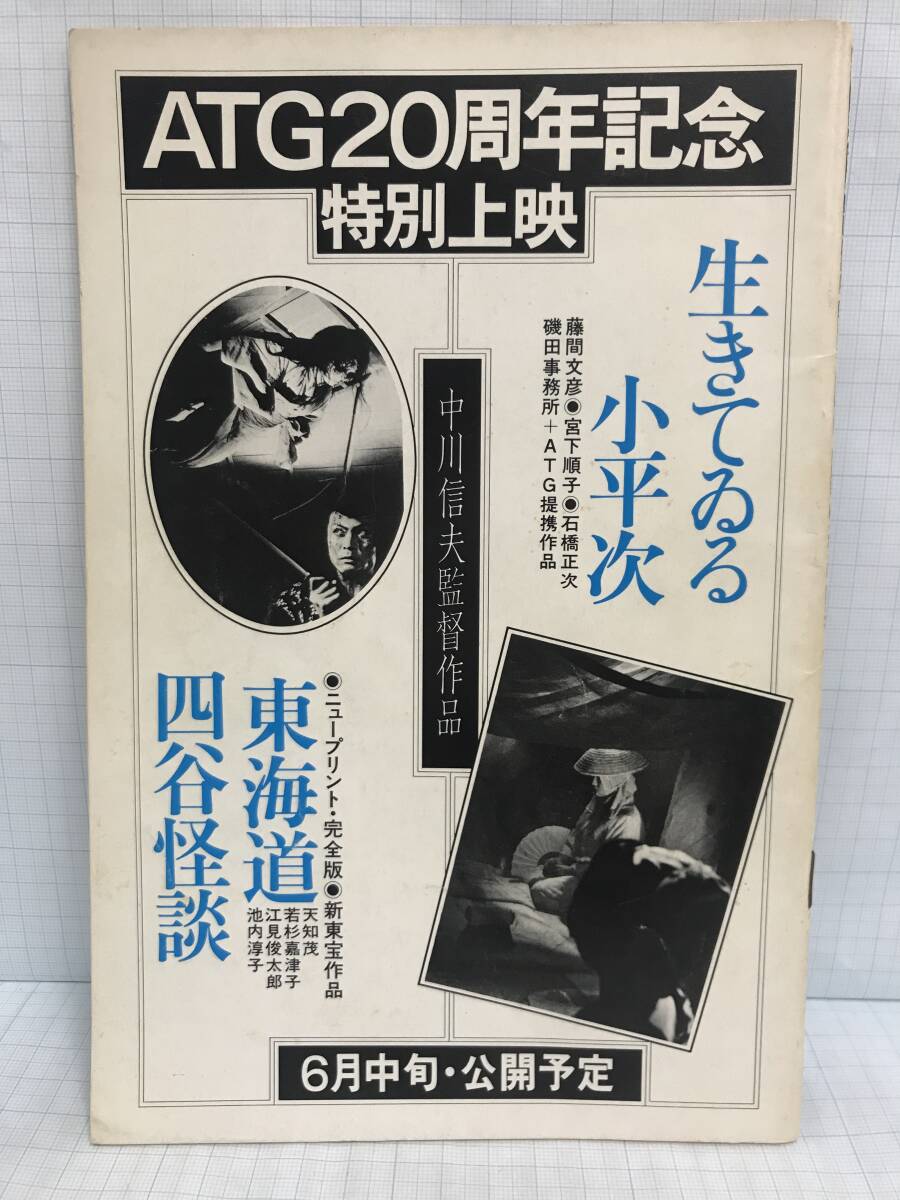 ATG20周年記念
特別上映
生きてゐる
小平次
藤間文彦●宮下順子●石橋正次
磯田事務所＋ATG提携作品
中川信夫監督作品
●ニュープリント・完全版●新東宝作品
東海道
四谷怪談
天知茂
若杉嘉津子
江見俊太郎
池内淳子
6月中旬・公開予定